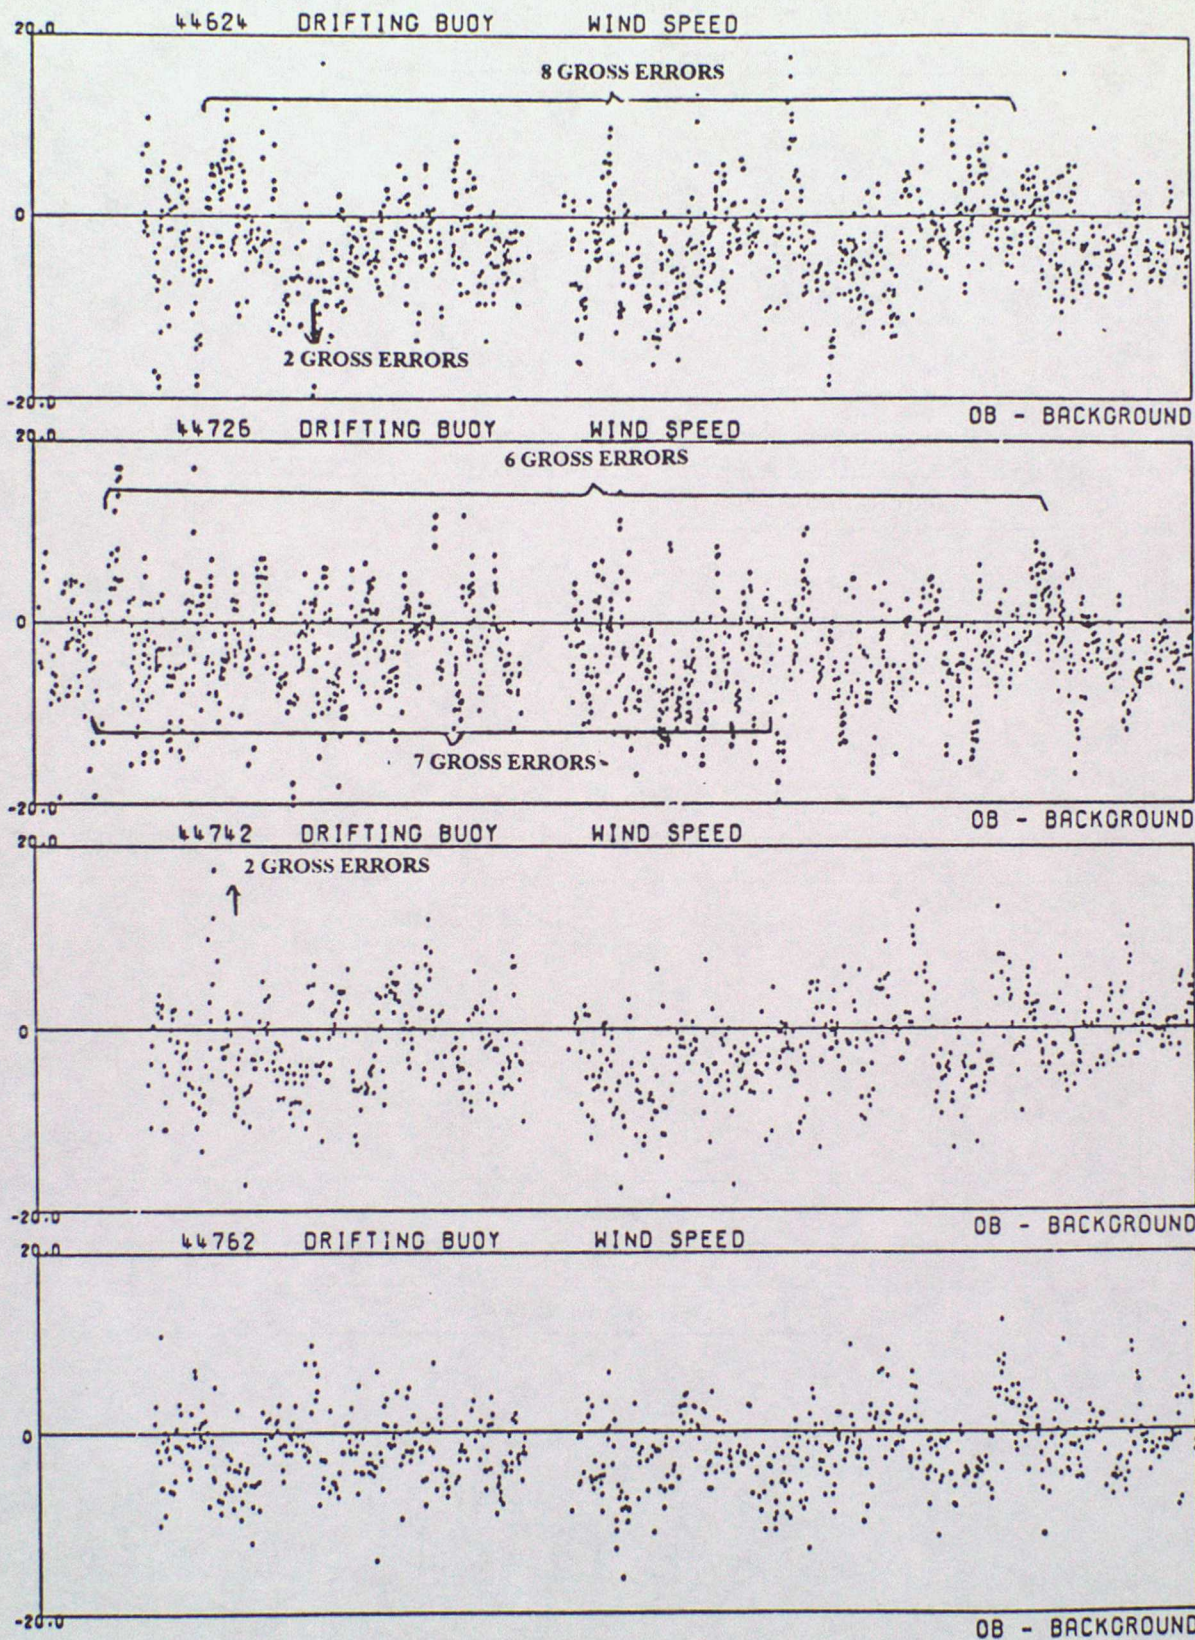 44624 DRIFTING BUOY WIND SPEED
20.0
8 GROSS ERRORS
0
2 GROSS ERRORS
-20.0
OB - BACKGROUND
44726 DRIFTING BUOY WIND SPEED
20.0
6 GROSS ERRORS
0
7 GROSS ERRORS
-20.0
OB - BACKGROUND
44742 DRIFTING BUOY WIND SPEED
20.0
2 GROSS ERRORS
0
-20.0
OB - BACKGROUND
44762 DRIFTING BUOY WIND SPEED
20.0
0
-20.0
OB - BACKGROUND